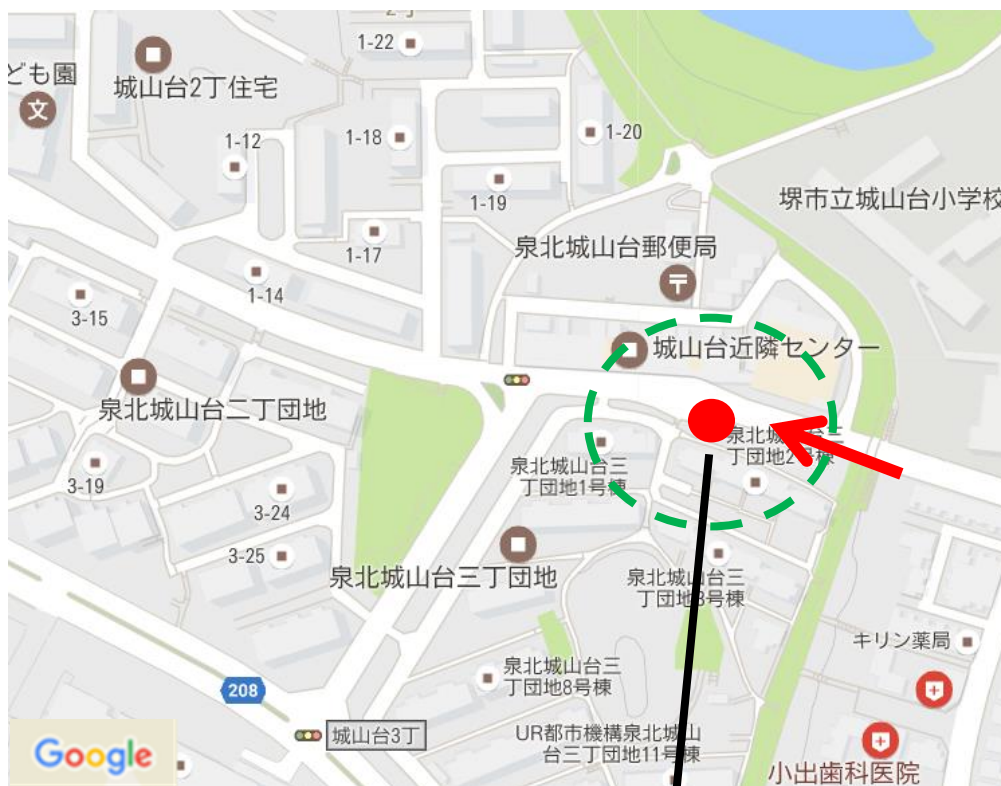 1-22
ども園
文
城山台2丁住宅
1-12
1-18
1-20
1-19
堺市立城山台小学校
1-17
泉北城山台郵便局
〒
1-14
3-15
城山台近隣センター
泉北城山台二丁団地
泉北城山台三
丁団地2号棟
泉北城山台三
丁団地1号棟
3-19
3-24
3-25
泉北城山台三丁団地
泉北城山台三
丁団地3号棟
キリン薬局
泉北城山台三
丁団地8号棟
208
城山台3丁
UR都市機構泉北城山
台三丁団地11号棟
Google
小出歯科医院